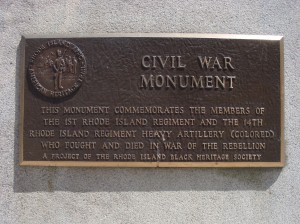 CIVIL WAR
MONUMENT
THIS MONUMENT COMMEMORATES THE MEMBERS OF
THE 1ST RHODE ISLAND REGIMENT AND THE 14TH
RHODE ISLAND REGIMENT HEAVY ARTILLERY (COLORED)
WHO FOUGHT AND DIED IN WAR OF THE REBELLION
A PROJECT OF THE RHODE ISLAND BLACK HERITAGE SOCIETY